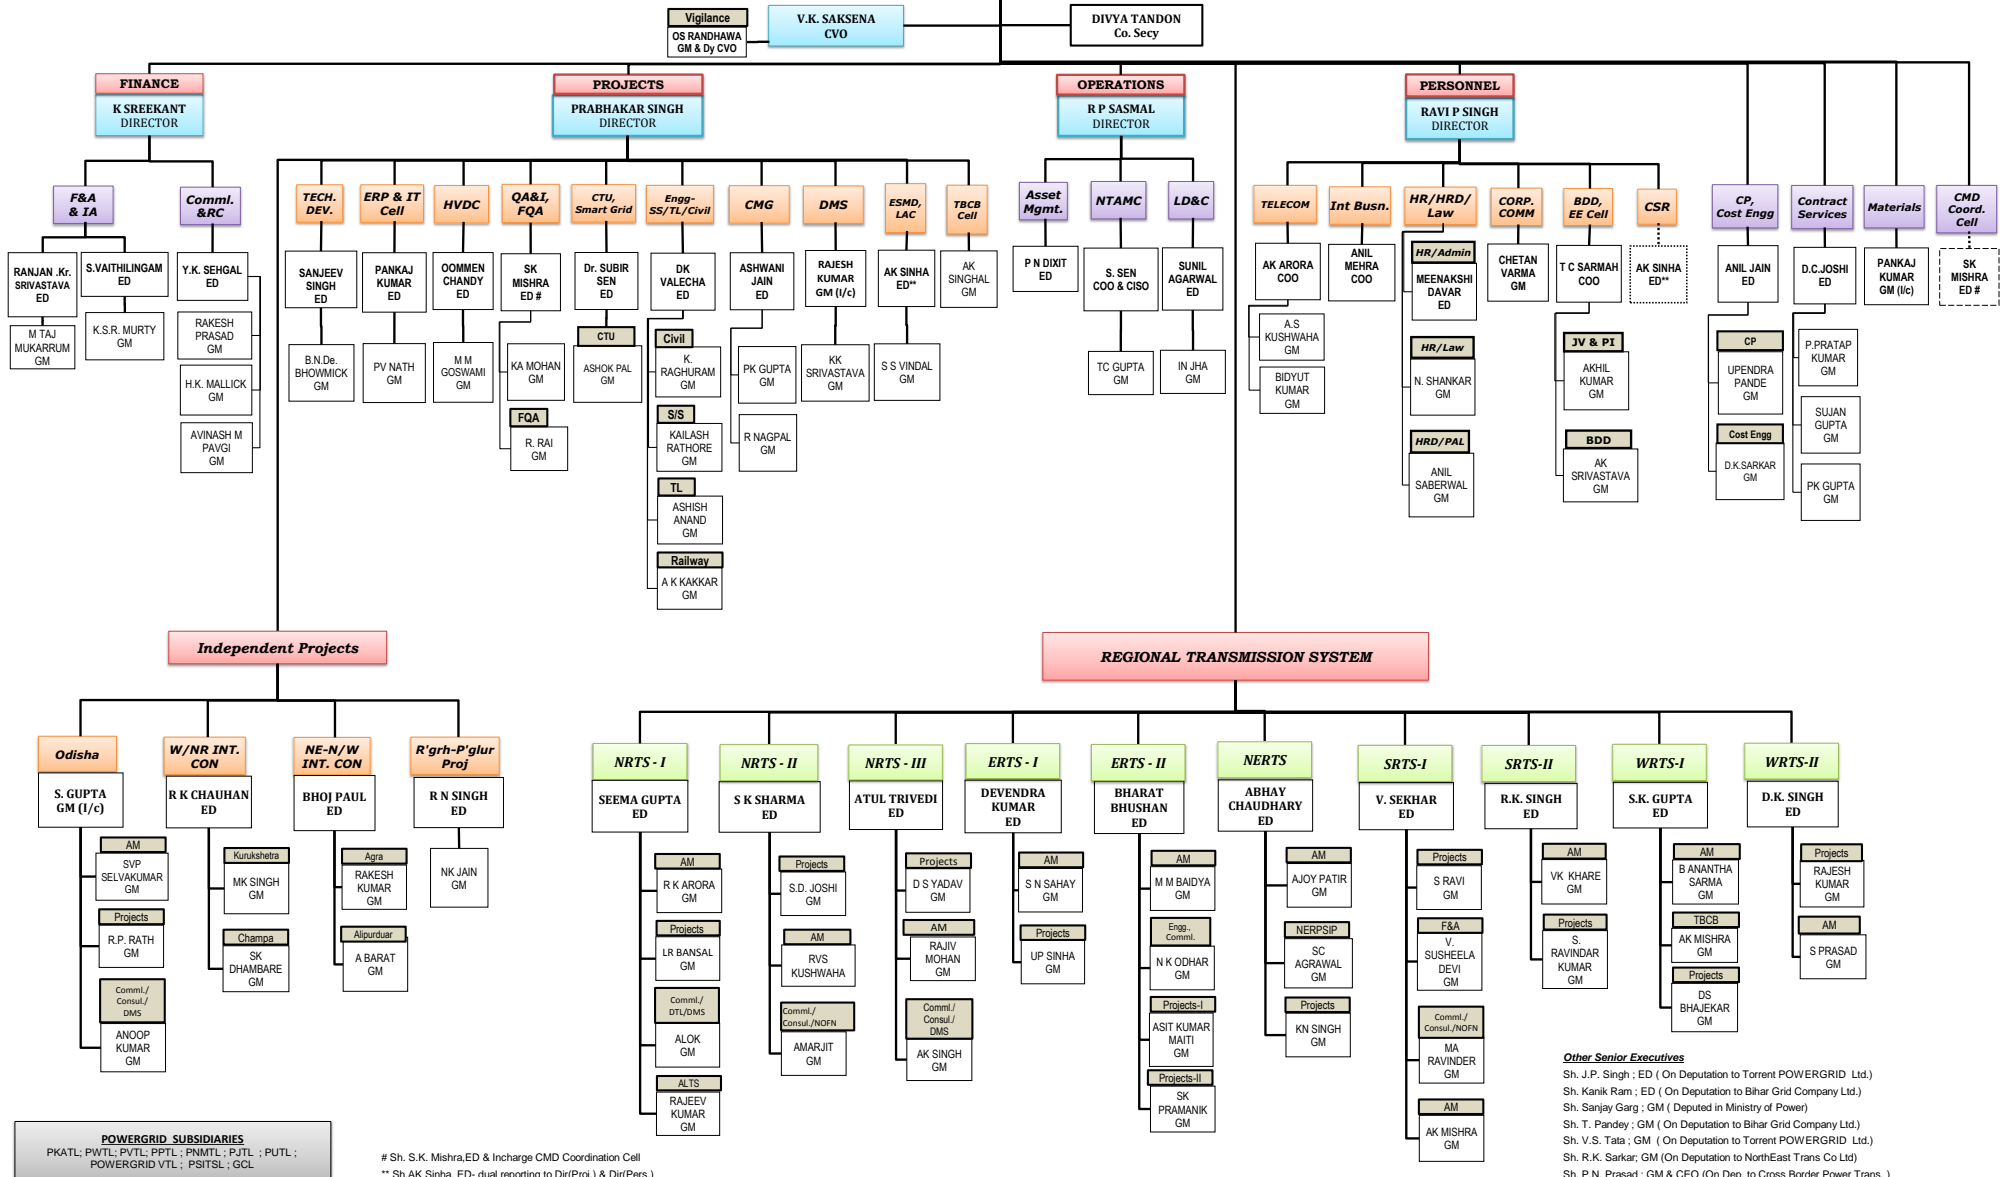 Vigilance
OS RANDHAWA
GM & Dy CVO
V.K. SAKSENA
CVO
DIVYA TANDON
Co. Secy
FINANCE
K SREEKANT
DIRECTOR
PROJECTS
PRABHAKAR SINGH
DIRECTOR
OPERATIONS
R P SASMAL
DIRECTOR
PERSONNEL
RAVI P SINGH
DIRECTOR
F&A
& IA
RANJAN .Kr.
SRIVASTAVA
ED
M TAJ
MUKARRUM
GM
S.VAITHILINGAM
ED
K.S.R. MURTY
GM
Comml.
&RC
Y.K. SEHGAL
ED
RAKESH
PRASAD
GM
H.K. MALLICK
GM
AVINASH M
PAVGI
GM
TECH.
DEV.
SANJEEV
SINGH
ED
B.N.De.
BHOWMICK
GM
ERP & IT
Cell
PANKAJ
KUMAR
ED
PV NATH
GM
HVDC
OOMMEN
CHANDY
ED
M M
GOSWAMI
GM
QA&I,
FQA
SK
MISHRA
ED #
KA MOHAN
GM
FQA
R. RAI
GM
CTU,
Smart Grid
Dr. SUBIR
SEN
ED
CTU
ASHOK PAL
GM
Engg-
SS/TL/Civil
DK
VALECHA
ED
Civil
K.
RAGHURAM
GM
S/S
KAILASH
RATHORE
GM
TL
ASHISH
ANAND
GM
Railway
A K KAKKAR
GM
CMG
ASHWANI
JAIN
ED
PK GUPTA
GM
R NAGPAL
GM
DMS
RAJESH
KUMAR
GM (I/c)
KK
SRIVASTAVA
GM
ESMD,
LAC
AK SINHA
ED**
S S VINDAL
GM
TBCB
Cell
AK
SINGHAL
GM
Asset
Mgmt.
P N DIXIT
ED
NTAMC
S. SEN
COO & CISO
TC GUPTA
GM
LD&C
SUNIL
AGARWAL
ED
IN JHA
GM
TELECOM
AK ARORA
COO
A.S
KUSHWAHA
GM
BIDYUT
KUMAR
GM
Int Busn.
ANIL
MEHRA
COO
HR/HRD/
Law
HR/Admin
MEENAKSHI
DAVAR
ED
HR/Law
N. SHANKAR
GM
HRD/PAL
ANIL
SABERWAL
GM
CORP.
COMM
CHETAN
VARMA
GM
BDD,
EE Cell
T C SARMAH
COO
JV & PI
AKHIL
KUMAR
GM
BDD
AK
SRIVASTAVA
GM
CSR
AK SINHA
ED**
CP,
Cost Engg
ANIL JAIN
ED
CP
UPENDRA
PANDE
GM
Cost Engg
D.K.SARKAR
GM
Contract
Services
D.C.JOSHI
ED
P.PRATAP
KUMAR
GM
SUJAN
GUPTA
GM
PK GUPTA
GM
Materials
PANKAJ
KUMAR
GM (I/c)
CMD
Coord.
Cell
SK
MISHRA
ED #
Independent Projects
Odisha
S. GUPTA
GM (I/c)
AM
SVP
SELVAKUMAR
GM
Projects
R.P. RATH
GM
Comml./
Consul./
DMS
ANOOP
KUMAR
GM
W/NR INT.
CON
R K CHAUHAN
ED
Kurukshetra
MK SINGH
GM
Champa
SK
DHAMBARE
GM
NE-N/W
INT. CON
BHOJ PAUL
ED
Agra
RAKESH
KUMAR
GM
Alipurduar
A BARAT
GM
R'grh-P'glur
Proj
R N SINGH
ED
NK JAIN
GM
REGIONAL TRANSMISSION SYSTEM
NRTS - I
SEEMA GUPTA
ED
AM
R K ARORA
GM
Projects
LR BANSAL
GM
Comml./
DTL/DMS
ALOK
GM
ALTS
RAJEEV
KUMAR
GM
NRTS - II
S K SHARMA
ED
Projects
S.D. JOSHI
GM
AM
RVS
KUSHWAHA
Comml./
Consul./NOFN
AMARJIT
GM
NRTS - III
ATUL TRIVEDI
ED
Projects
D S YADAV
GM
AM
RAJIV
MOHAN
GM
Comml./
Consul./
DMS
AK SINGH
GM
ERTS - I
DEVENDRA
KUMAR
ED
AM
S N SAHAY
GM
Projects
UP SINHA
GM
ERTS - II
BHARAT
BHUSHAN
ED
AM
M M BAIDYA
GM
Engg.,
Comml.
N K ODHAR
GM
Projects-I
ASIT KUMAR
MAITI
GM
Projects-II
SK
PRAMANIK
GM
NERTS
ABHAY
CHAUDHARY
ED
AM
AJOY PATIR
GM
NERPSIP
SC
AGRAWAL
GM
Projects
KN SINGH
GM
SRTS-I
V. SEKHAR
ED
Projects
S RAVI
GM
F&A
V.
SUSHEELA
DEVI
GM
Comml./
Consul./NOFN
MA
RAVINDER
GM
AM
AK MISHRA
GM
SRTS-II
R.K. SINGH
ED
AM
VK KHARE
GM
Projects
S.
RAVINDAR
KUMAR
GM
WRTS-I
S.K. GUPTA
ED
AM
B ANANTHA
SARMA
GM
TBCB
AK MISHRA
GM
Projects
DS
BHAJEKAR
GM
WRTS-II
D.K. SINGH
ED
Projects
RAJESH
KUMAR
GM
AM
S PRASAD
GM
POWERGRID SUBSIDIARIES
PKATL; PWTL; PVTL; PPTL ; PNMTL ; PJTL ; PUTL ;
POWERGRID VTL ; PSITSL ; GCL
# Sh. S.K. Mishra,ED & Incharge CMD Coordination Cell
** Sh.AK Sinha, ED- dual reporting to Dir(Proj.) & Dir(Pers.)
Other Senior Executives
Sh. J.P. Singh ; ED ( On Deputation to Torrent POWERGRID Ltd.)
Sh. Kanik Ram ; ED ( On Deputation to Bihar Grid Company Ltd.)
Sh. Sanjay Garg ; GM ( Deputed in Ministry of Power)
Sh. T. Pandey ; GM ( On Deputation to Bihar Grid Company Ltd.)
Sh. V.S. Tata ; GM ( On Deputation to Torrent POWERGRID Ltd.)
Sh. R.K. Sarkar; GM (On Deputation to NorthEast Trans Co Ltd)
Sh. P.N. Prasad ; GM & CEO (On Dep. to Cross Border Power Trans. )